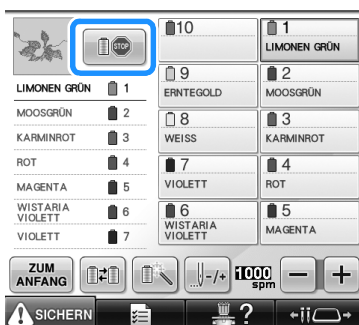 STOP
LIMONEN GRÜN 1
MOOSGRÜN 2
KARMINROT 3
ROT 4
MAGENTA 5
WISTARIA
VIOLETT 6
VIOLETT 7
10
1
LIMONEN GRÜN
9
ERNTEGOLD
2
MOOSGRÜN
8
WEISS
3
KARMINROT
7
VIOLETT
4
ROT
6
WISTARIA
VIOLETT
5
MAGENTA
ZUM
ANFANG
-/+
1000
spm
−
+
SICHERN
?